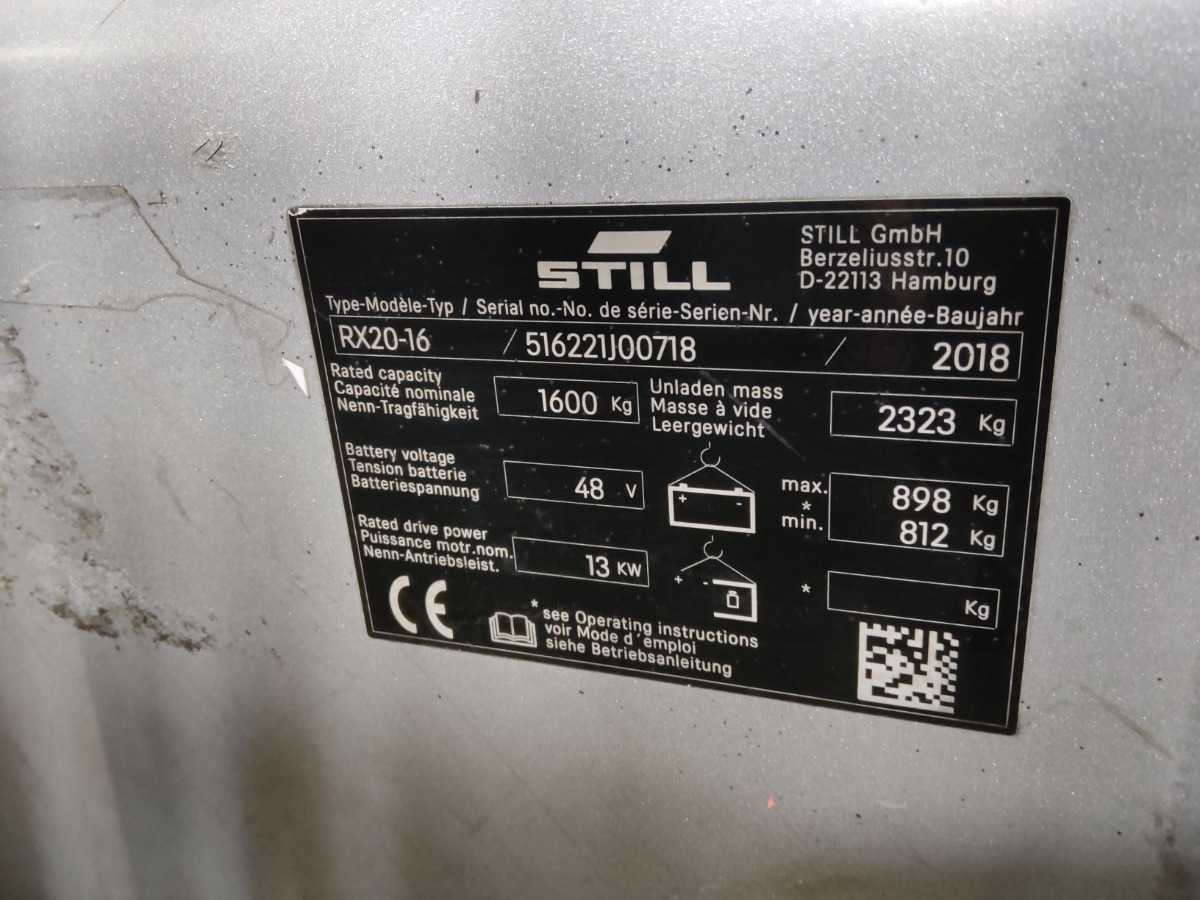 STILL
STILL GmbH
Berzeliusstr.10
D-22113 Hamburg
Type-Modèle-Typ / Serial no.-No. de série-Serien-Nr. / year-année-Baujahr
RX20-16 / 516221J00718 / 2018
Rated capacity
Capacité nominale
Nenn-Tragfähigkeit
1600 Kg
Unladen mass
Masse à vide
Leergewicht
2323 Kg
Battery voltage
Tension batterie
Batteriespannung
48 V
+ -
max.
*
min.
898 Kg
812 Kg
Rated drive power
Puissance motr.nom.
Nenn-Antriebsleist.
13 KW
+ -
* Kg
CE
* see Operating instructions
voir Mode d'emploi
siehe Betriebsanleitung